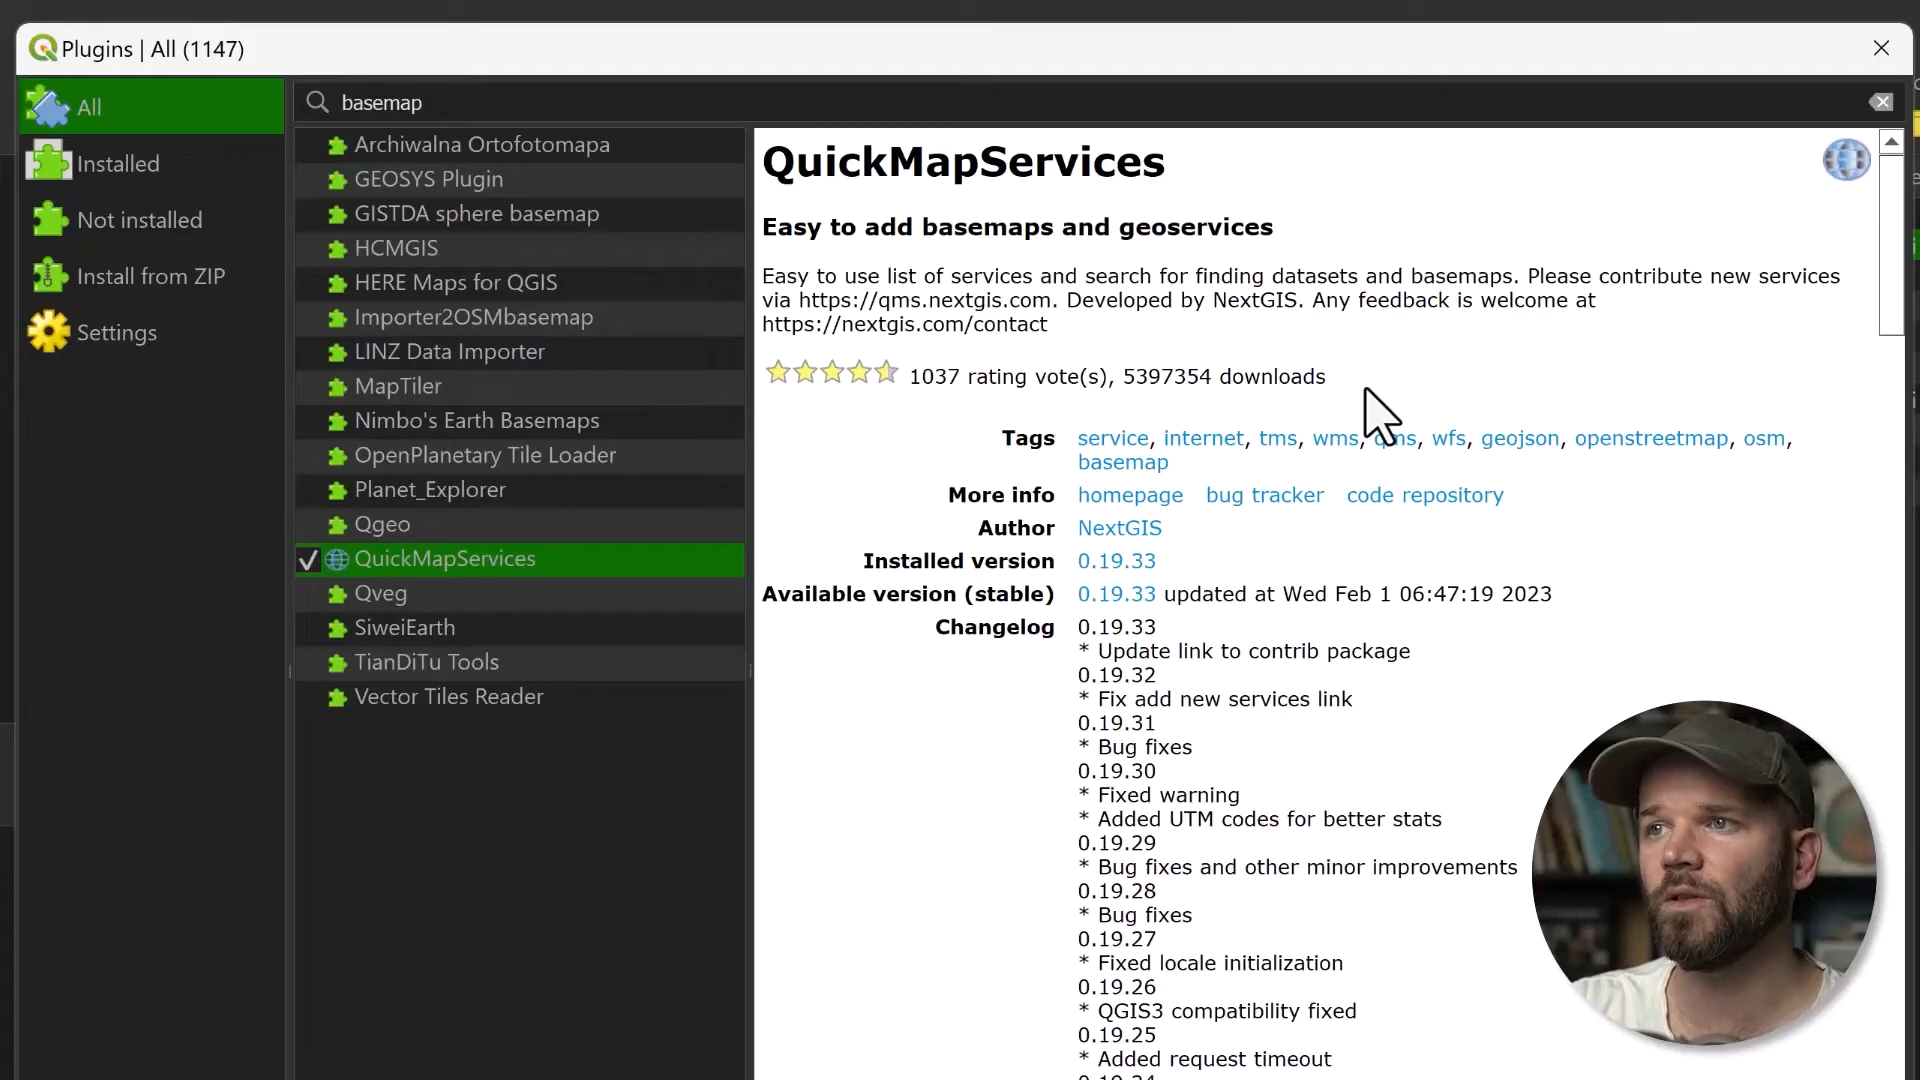 Plugins | All (1147)
All
Installed
Not installed
Install from ZIP
Settings
basemap
Archiwalna Ortofotomapa
GEOSYS Plugin
GISTDA sphere basemap
HCMGIS
HERE Maps for QGIS
Importer2OSMbasemap
LINZ Data Importer
MapTiler
Nimbo's Earth Basemaps
OpenPlanetary Tile Loader
Planet_Explorer
Qgeo
QuickMapServices
Qveg
SiweiEarth
TianDiTu Tools
Vector Tiles Reader
QuickMapServices
Easy to add basemaps and geoservices
Easy to use list of services and search for finding datasets and basemaps. Please contribute new services
via https://qms.nextgis.com. Developed by NextGIS. Any feedback is welcome at
https://nextgis.com/contact
1037 rating vote(s), 5397354 downloads
Tags service, internet, tms, wms, qms, wfs, geojson, openstreetmap, osm,
basemap
More info homepage bug tracker code repository
Author NextGIS
Installed version 0.19.33
Available version (stable) 0.19.33 updated at Wed Feb 1 06:47:19 2023
Changelog 0.19.33
* Update link to contrib package
0.19.32
* Fix add new services link
0.19.31
* Bug fixes
0.19.30
* Fixed warning
* Added UTM codes for better stats
0.19.29
* Bug fixes and other minor improvements
0.19.28
* Bug fixes
0.19.27
* Fixed locale initialization
0.19.26
* QGIS3 compatibility fixed
0.19.25
* Added request timeout